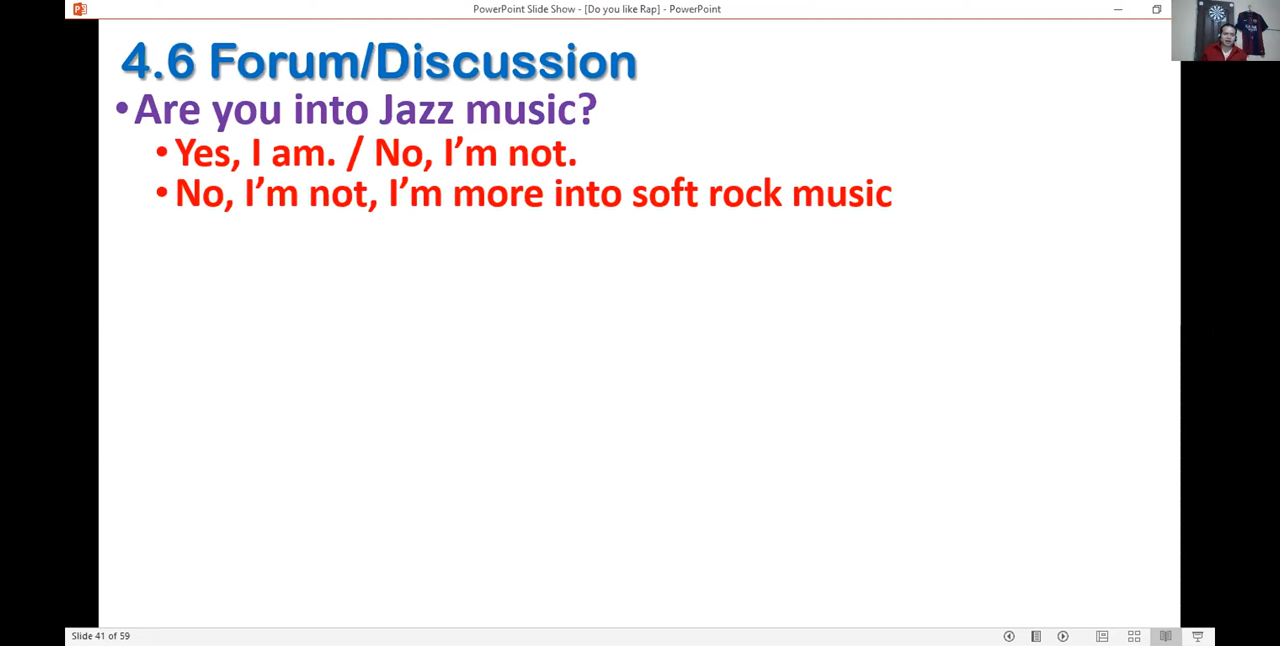 PowerPoint Slide Show - [Do you like Rap] - PowerPoint
4.6 Forum/Discussion
•Are you into Jazz music?
•Yes, I am. / No, I’m not.
•No, I’m not, I’m more into soft rock music
Slide 41 of 59